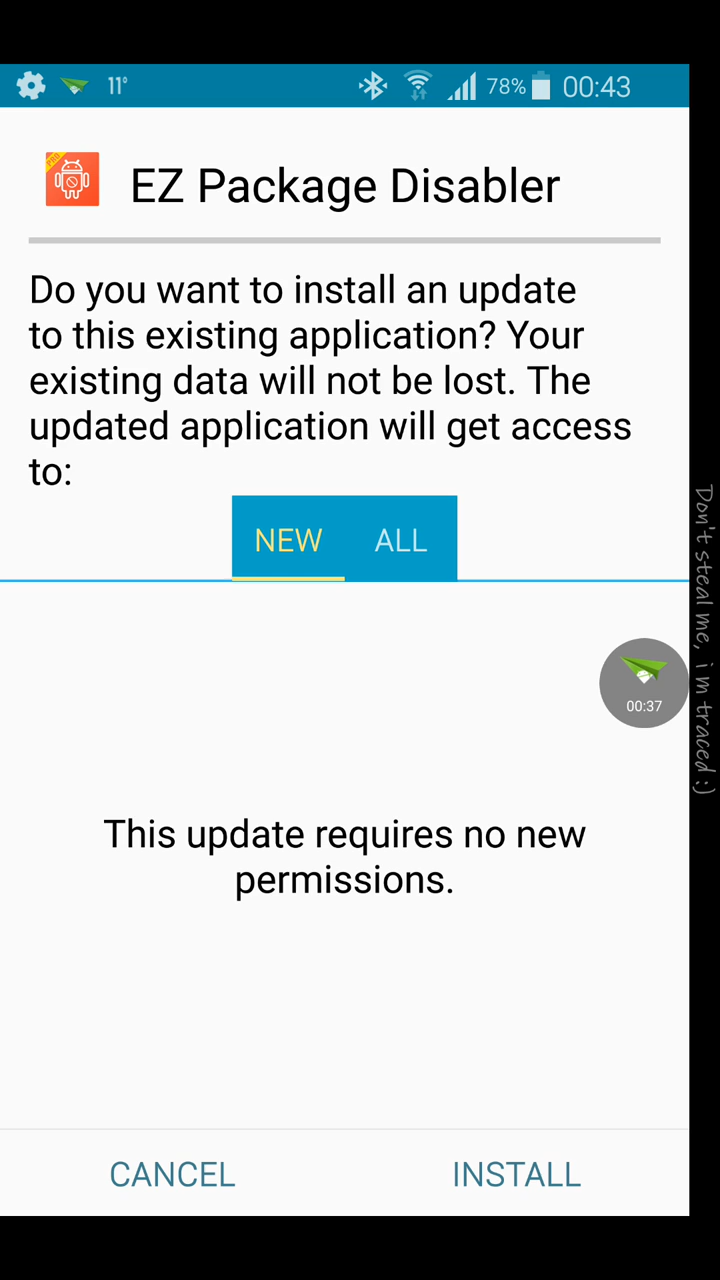 11°
78%
00:43
PRO
EZ Package Disabler
Do you want to install an update
to this existing application? Your
existing data will not be lost. The
updated application will get access
to:
NEW
ALL
00:37
Don't steal me, i m traced :)
This update requires no new
permissions.
CANCEL
INSTALL